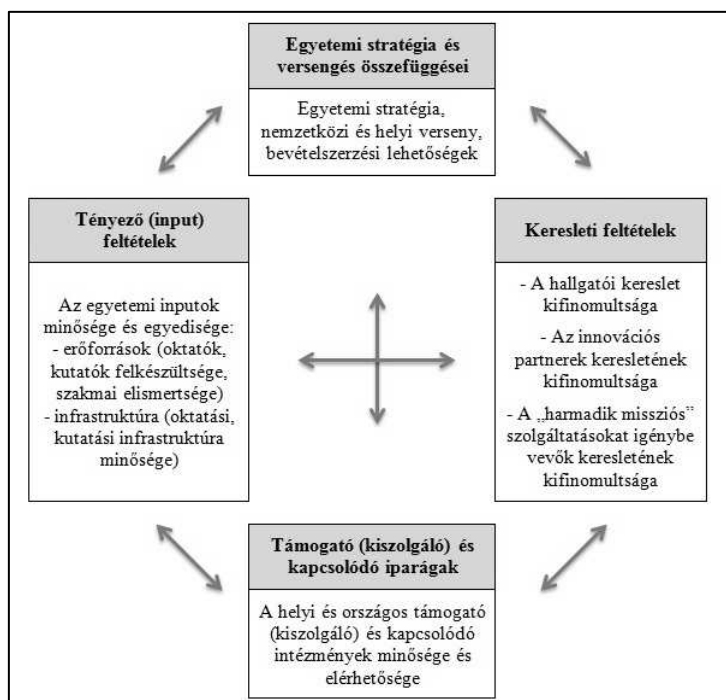 Egyetemi stratégia és
versengés összefüggései
Egyetemi stratégia,
nemzetközi és helyi verseny,
bevételszerzési lehetőségek
Tényező (input)
feltételek
Az egyetemi inputok
minősége és egyedisége:
- erőforrások (oktatók,
kutatók felkészültsége,
szakmai elismertsége)
- infrastruktúra (oktatási,
kutatási infrastruktúra
minősége)
Keresleti feltételek
- A hallgatói kereslet
kifinomultsága
- Az innovációs
partnerek keresletének
kifinomultsága
- A „harmadik missziós”
szolgáltatásokat igénybe
vevők keresletének
kifinomultsága
Támogató (kiszolgáló) és
kapcsolódó iparágak
A helyi és országos támogató
(kiszolgáló) és kapcsolódó
intézmények minősége és
elérhetősége